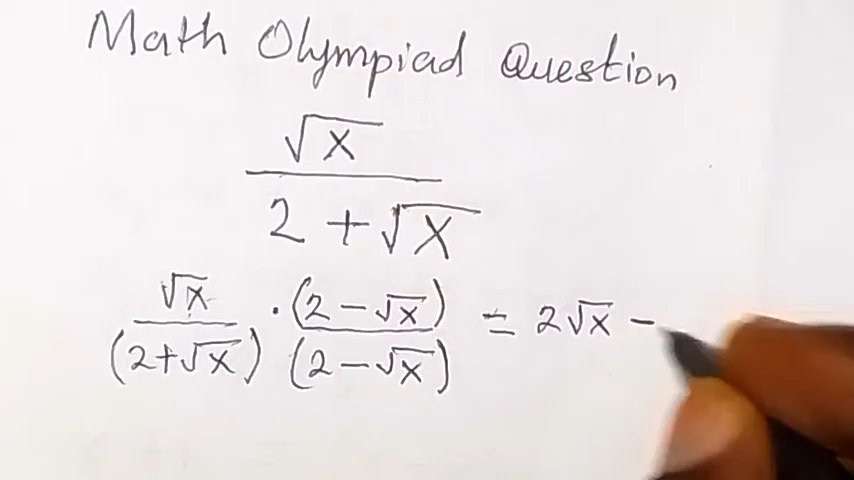 Math Olympiad Question
√x
2 + √x
√x / (2+√x) · (2 - √x) / (2 - √x) = 2√x -